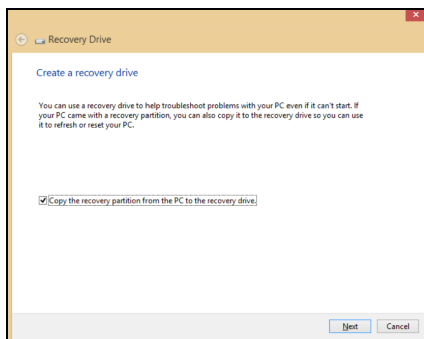 Recovery Drive
Create a recovery drive
You can use a recovery drive to help troubleshoot problems with your PC even if it can't start. If
your PC came with a recovery partition, you can also copy it to the recovery drive so you can use
it to refresh or reset your PC.
Copy the recovery partition from the PC to the recovery drive.
Next Cancel